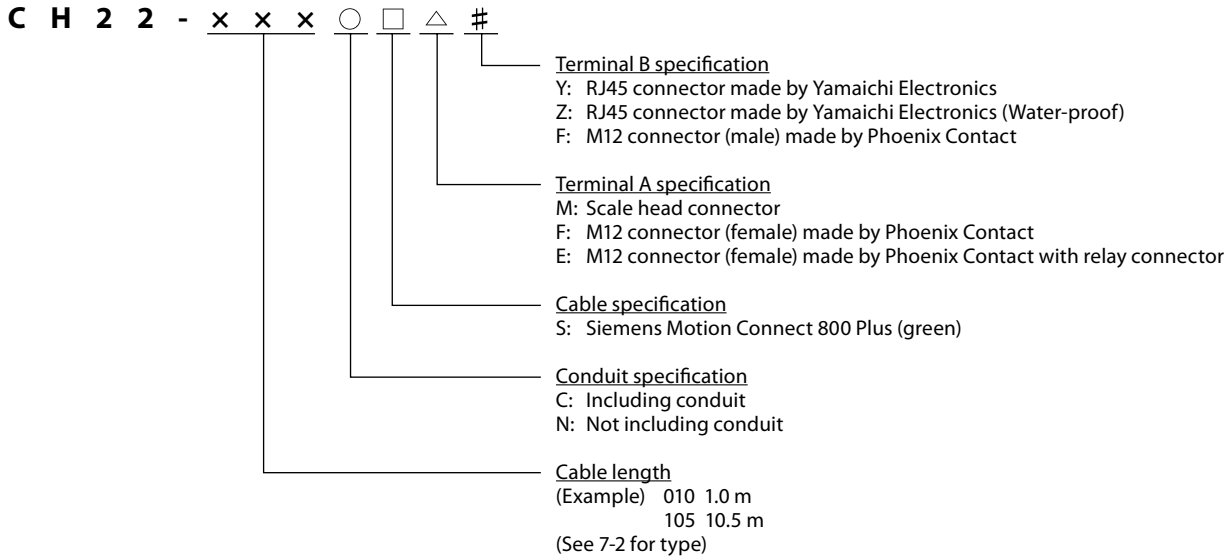 C H 2 2 - × × × ○ □ △ #
Terminal B specification
Y: RJ45 connector made by Yamaichi Electronics
Z: RJ45 connector made by Yamaichi Electronics (Water-proof)
F: M12 connector (male) made by Phoenix Contact
Terminal A specification
M: Scale head connector
F: M12 connector (female) made by Phoenix Contact
E: M12 connector (female) made by Phoenix Contact with relay connector
Cable specification
S: Siemens Motion Connect 800 Plus (green)
Conduit specification
C: Including conduit
N: Not including conduit
Cable length
(Example) 010 1.0 m
105 10.5 m
(See 7-2 for type)